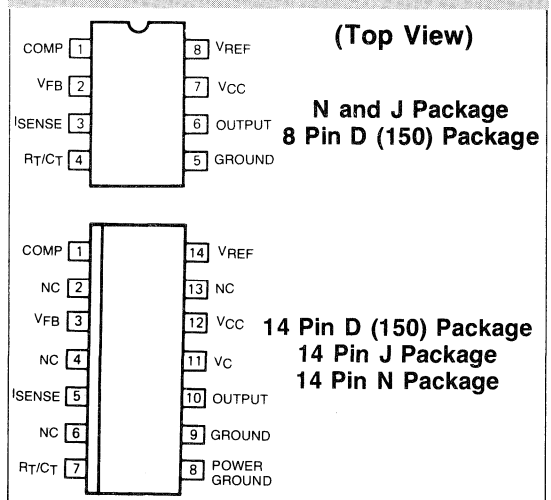 (Top View)
COMP 1
8 VREF
VFB 2
7 VCC
ISENSE 3
6 OUTPUT
RT/CT 4
5 GROUND
N and J Package
8 Pin D (150) Package
COMP 1
14 VREF
NC 2
13 NC
VFB 3
12 VCC
NC 4
11 VC
ISENSE 5
10 OUTPUT
NC 6
9 GROUND
RT/CT 7
8 POWER
GROUND
14 Pin D (150) Package
14 Pin J Package
14 Pin N Package